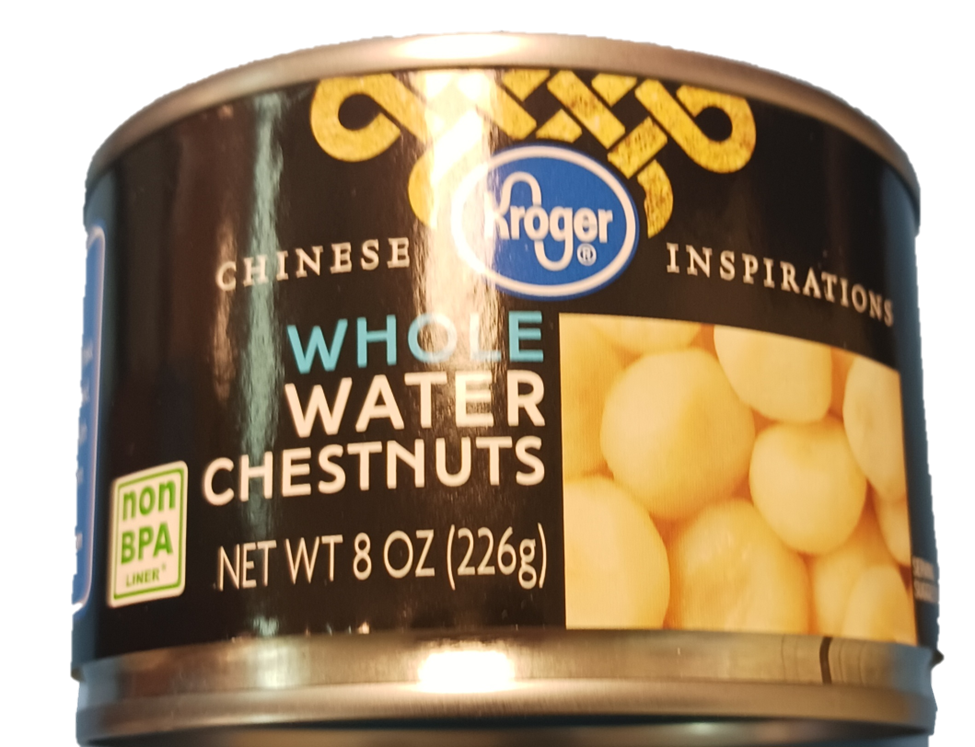 Kroger®
CHINESE INSPIRATIONS
WHOLE
WATER
CHESTNUTS
NET WT 8 OZ (226g)
non
BPA
LINER*